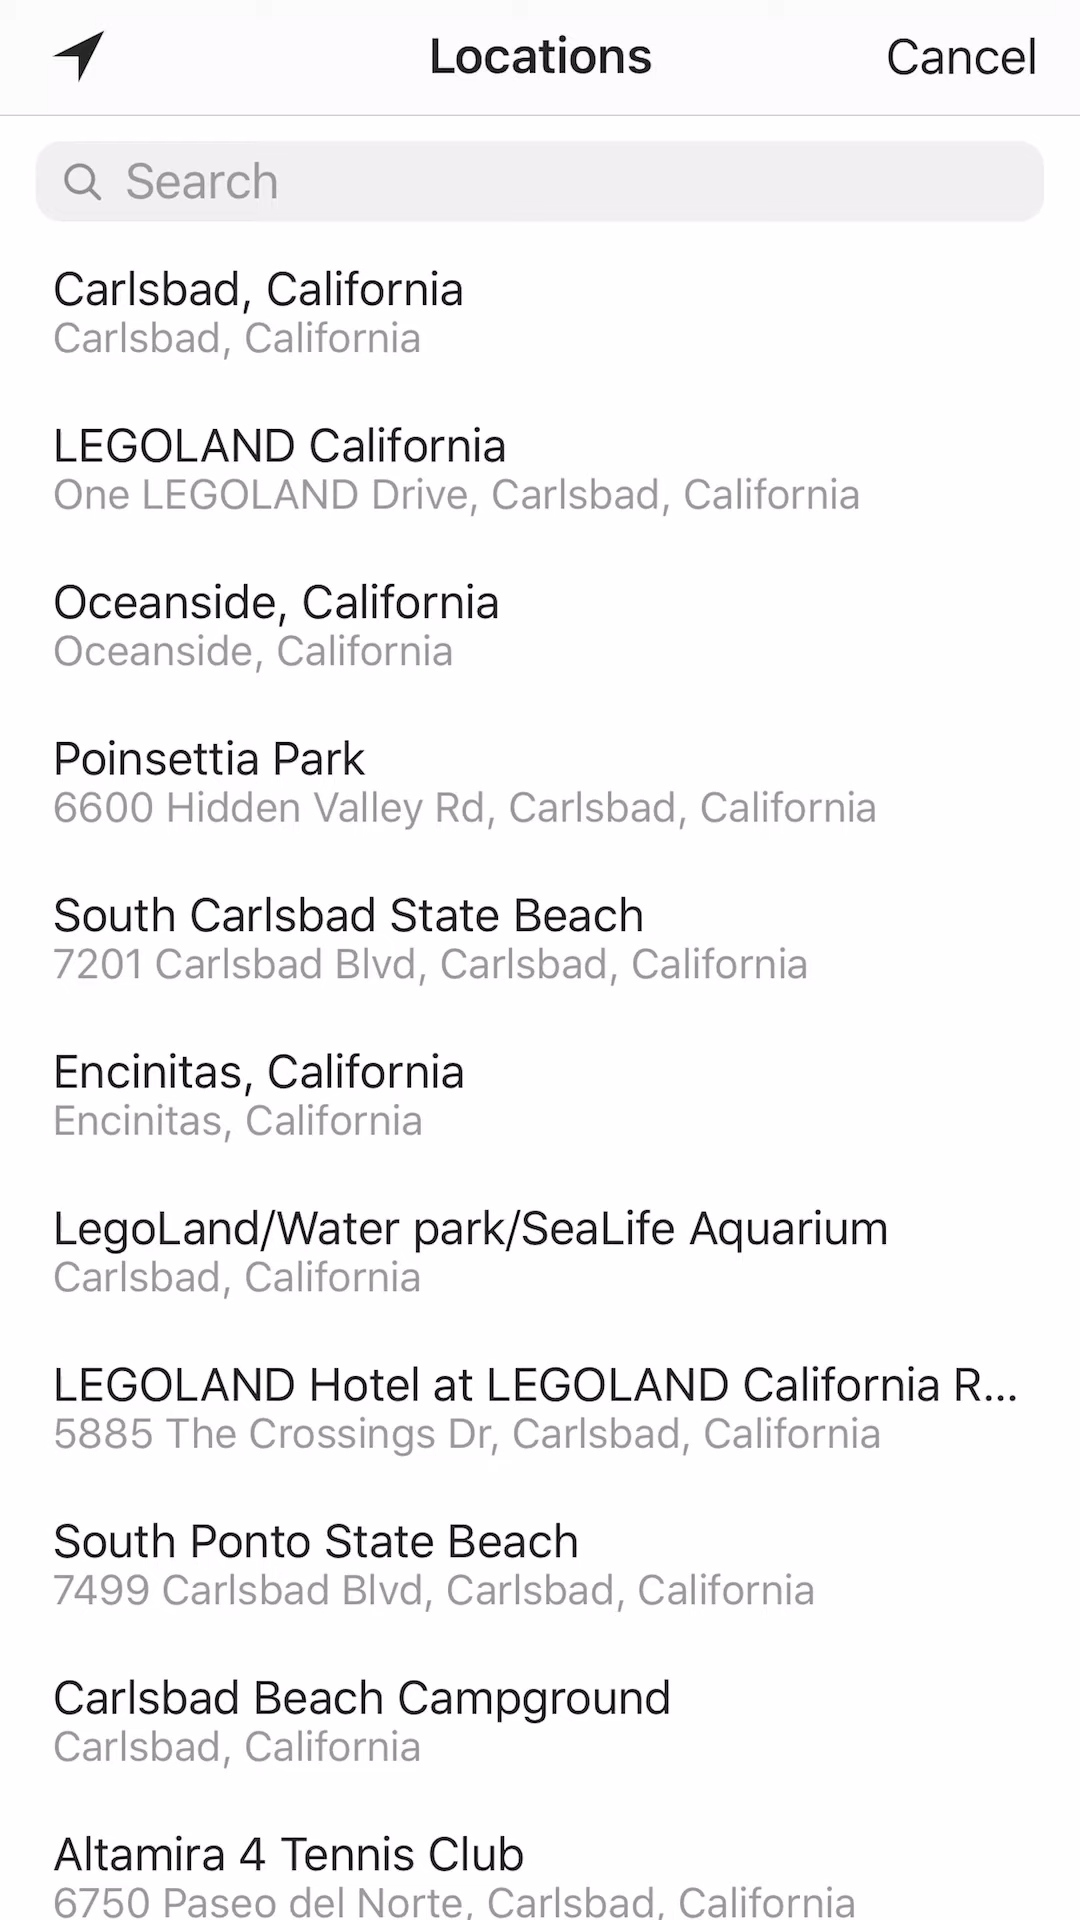 Locations
Cancel
Search
Carlsbad, California
Carlsbad, California
LEGOLAND California
One LEGOLAND Drive, Carlsbad, California
Oceanside, California
Oceanside, California
Poinsettia Park
6600 Hidden Valley Rd, Carlsbad, California
South Carlsbad State Beach
7201 Carlsbad Blvd, Carlsbad, California
Encinitas, California
Encinitas, California
LegoLand/Water park/SeaLife Aquarium
Carlsbad, California
LEGOLAND Hotel at LEGOLAND California R...
5885 The Crossings Dr, Carlsbad, California
South Ponto State Beach
7499 Carlsbad Blvd, Carlsbad, California
Carlsbad Beach Campground
Carlsbad, California
Altamira 4 Tennis Club
6750 Paseo del Norte, Carlsbad, California